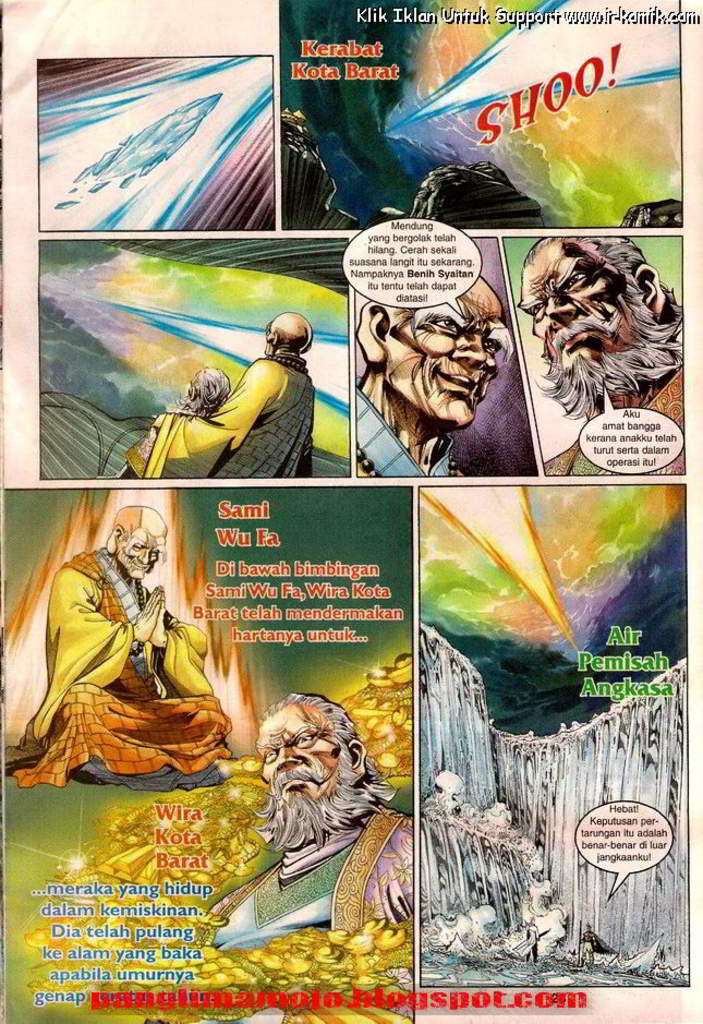 Klik Iklan Untuk Support www.ir-komik.com
Kerabat
Kota Barat
SHOO!
Mendung
yang bergolak telah
hilang. Cerah sekali
suasana langit itu sekarang.
Nampaknya Benih Syaitan
itu tentu telah dapat
diatasi!
Aku
amat bangga
kerana anakku telah
turut serta dalam
operasi itu!
Sami
Wu Fa
Di bawah bimbingan
Sami Wu Fa, Wira Kota
Barat telah mendermakan
hartanya untuk...
Wira
Kota
Barat
...meraka yang hidup
dalam kemiskinan.
Dia telah pulang
ke alam yang baka
apabila umurnya
genap
Air
Pemisah
Angkasa
Hebat!
Keputusan per-
tarungan itu adalah
benar-benar di luar
jangkaanku!
panglimamojo.blogspot.com